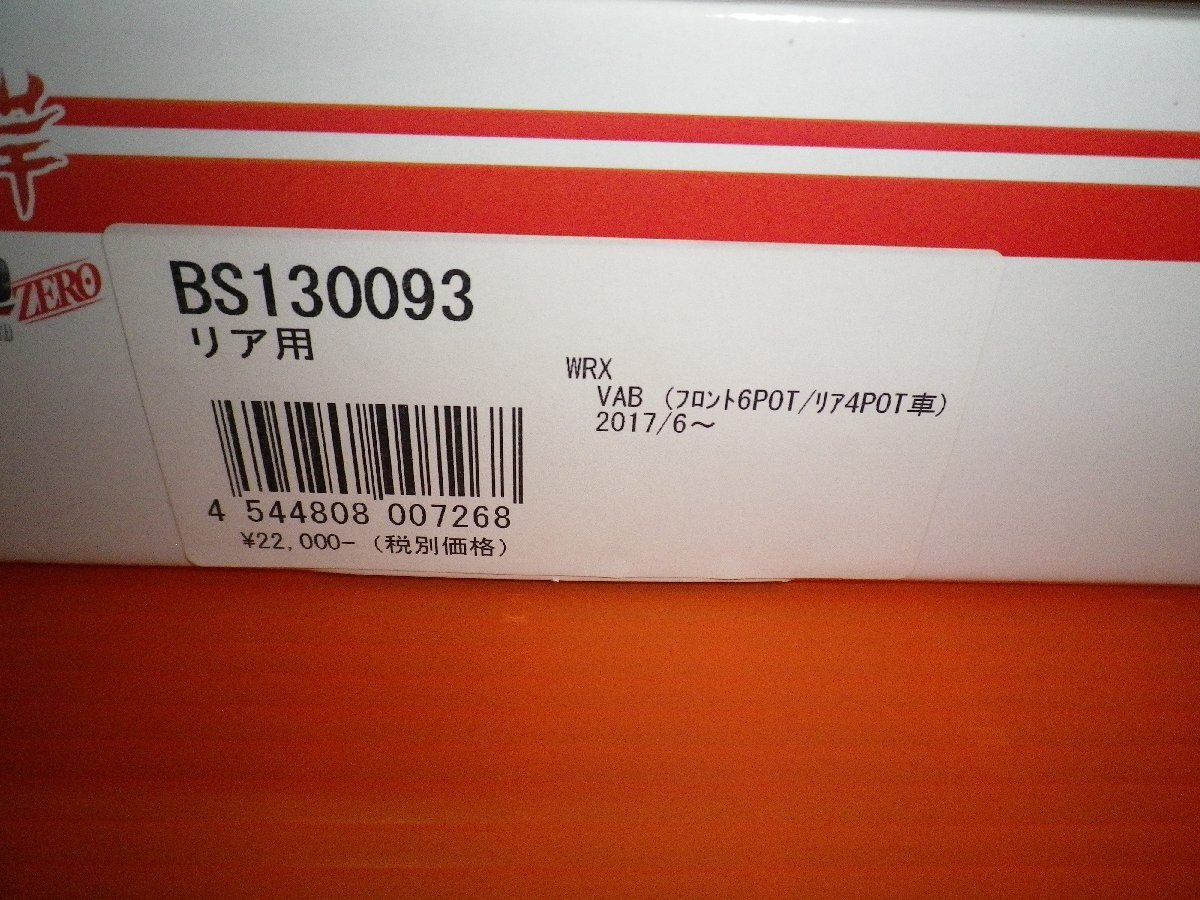 ZERO
BS130093
リア用
WRX
VAB (フロント6POT/リア4POT車)
2017/6～
4 544808 007268
¥22,000- (税別価格)